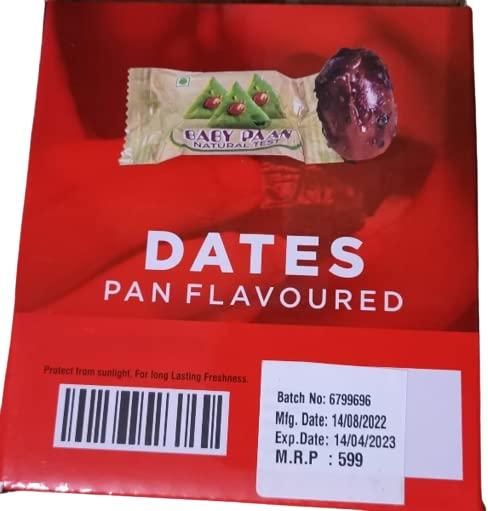 BABY PAAN
NATURAL TEST
DATES
PAN FLAVOURED
Protect from sunlight. For long Lasting Freshness.
Batch No: 6799696
Mfg. Date: 14/08/2022
Exp.Date: 14/04/2023
M.R.P : 599